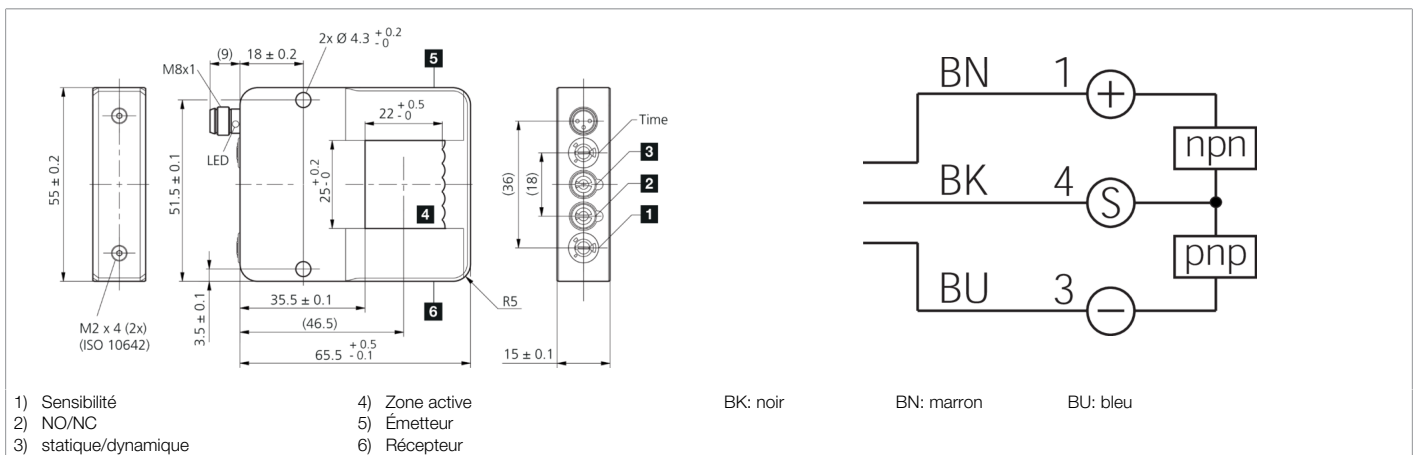 2x Ø 4.3 + 0.2 - 0
(9)
18 ± 0.2
M8x1
5
22 + 0.5 - 0
LED
Time
55 ± 0.2
51.5 ± 0.1
25 + 0.2 - 0
(36)
(18)
3
2
1
4
35.5 ± 0.1
(46.5)
65.5 + 0.5 - 0.1
3.5 ± 0.1
6
R5
15 ± 0.1
M2 x 4 (2x)
(ISO 10642)
BN 1 +
npn
BK 4 S
pnp
BU 3 −
1) Sensibilité
2) NO/NC
3) statique/dynamique
4) Zone active
5) Émetteur
6) Récepteur
BK: noir
BN: marron
BU: bleu